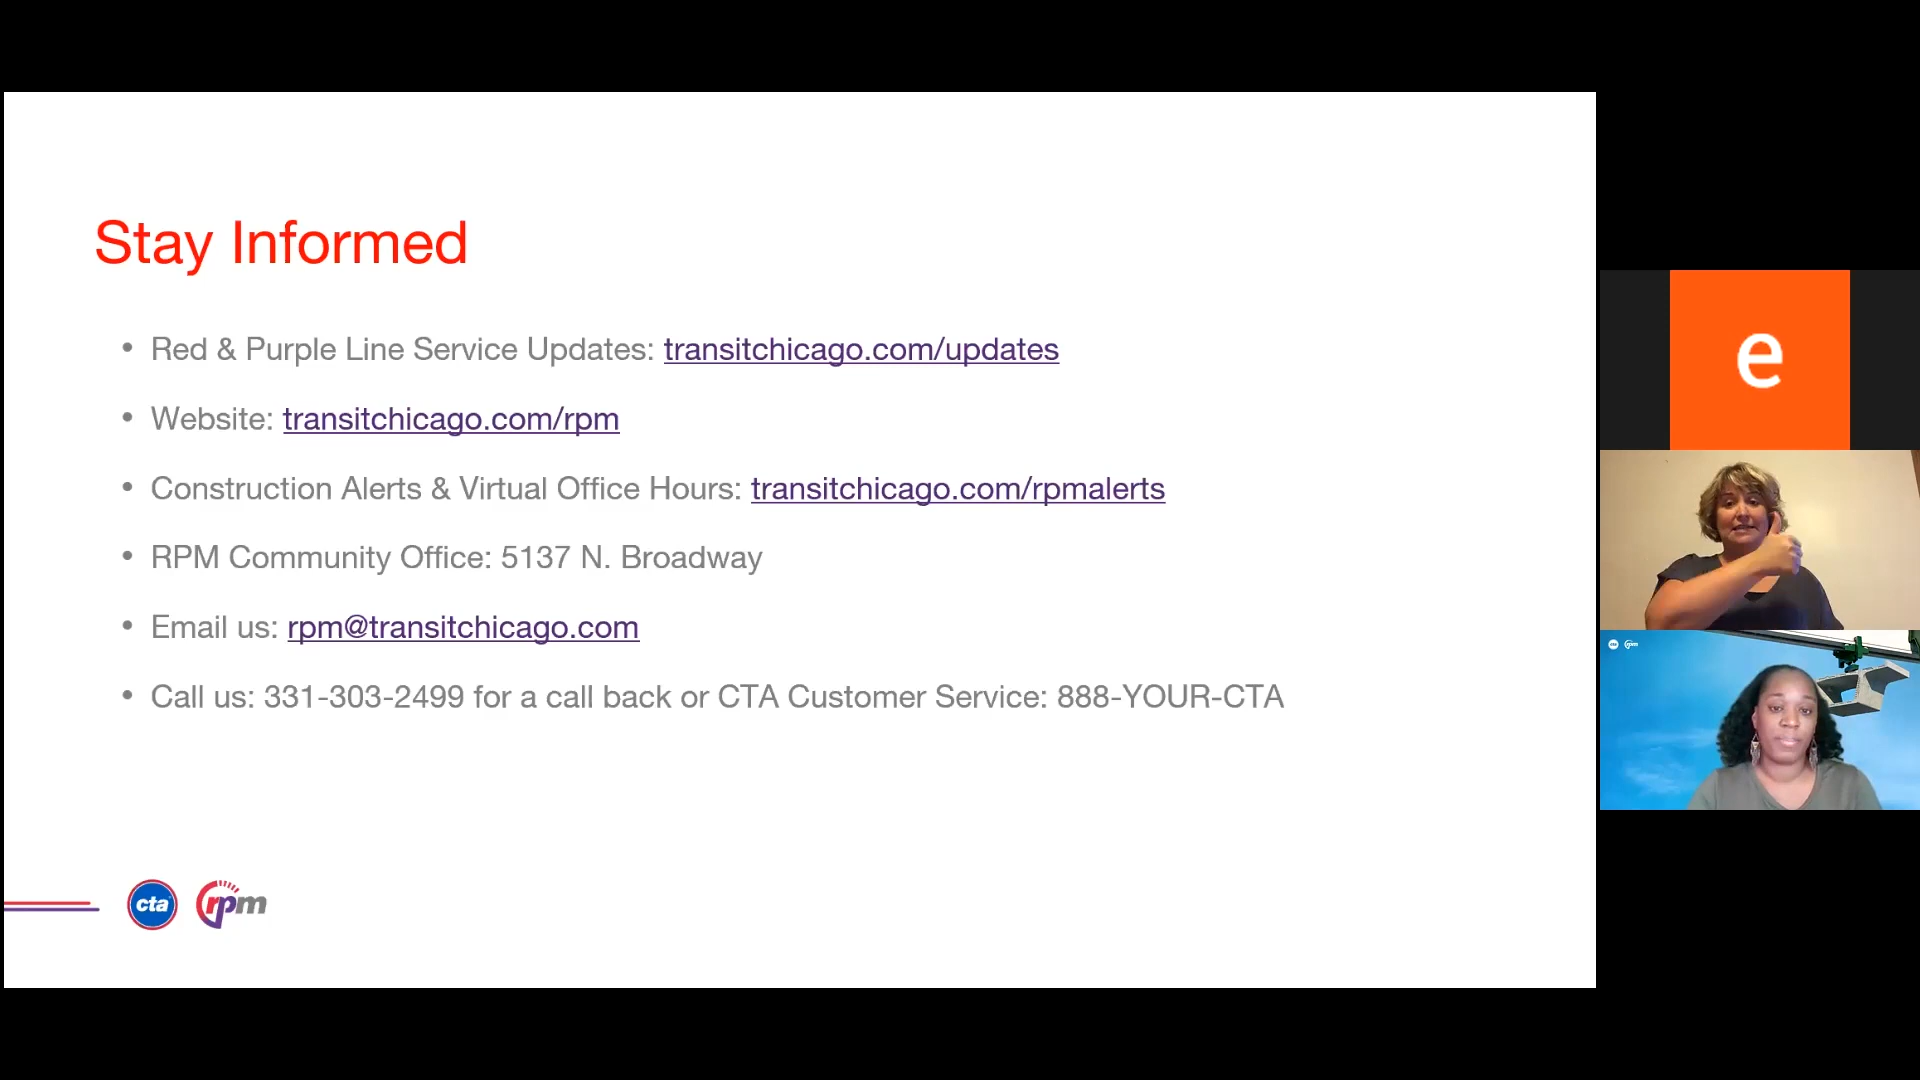 Stay Informed
• Red & Purple Line Service Updates: transitchicago.com/updates
• Website: transitchicago.com/rpm
• Construction Alerts & Virtual Office Hours: transitchicago.com/rpmalerts
• RPM Community Office: 5137 N. Broadway
• Email us: rpm@transitchicago.com
• Call us: 331-303-2499 for a call back or CTA Customer Service: 888-YOUR-CTA
cta rpm
e
cta rpm